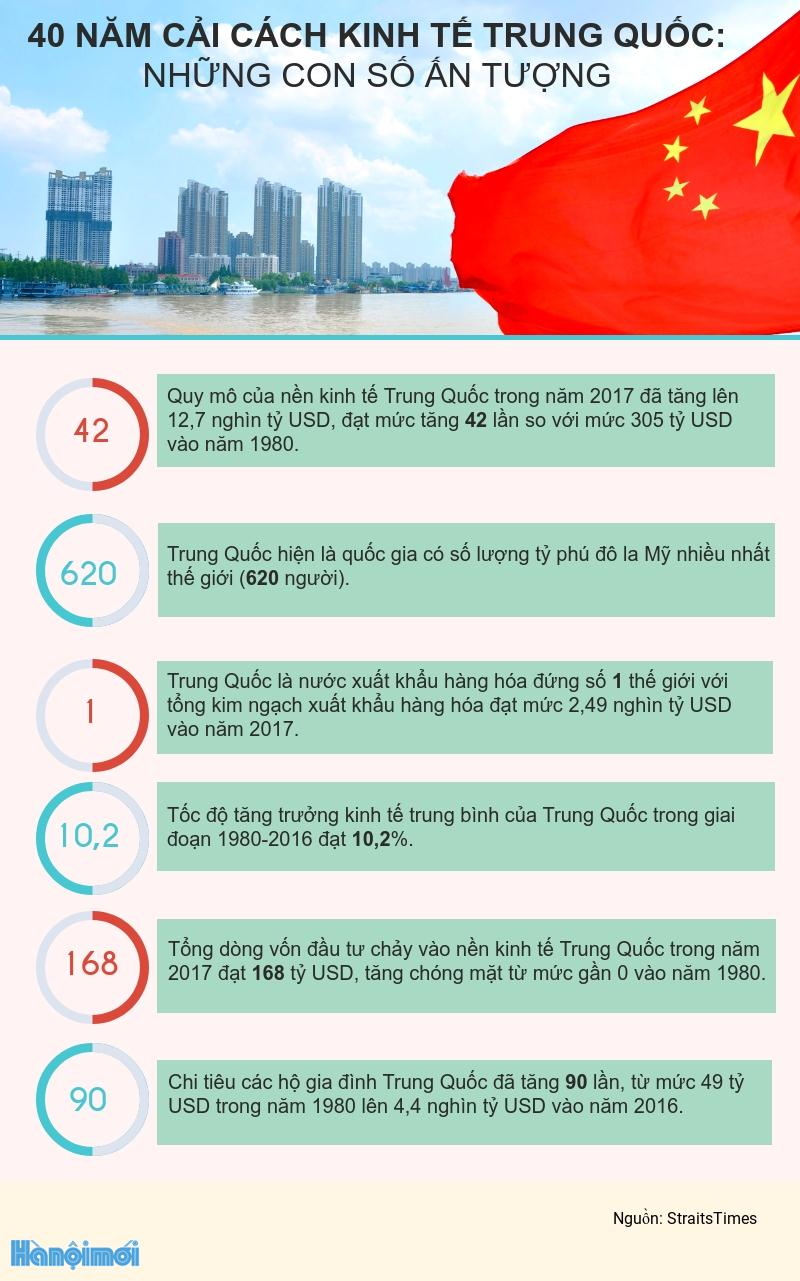 40 NĂM CẢI CÁCH KINH TẾ TRUNG QUỐC:
NHỮNG CON SỐ ẤN TƯỢNG
42
Quy mô của nền kinh tế Trung Quốc trong năm 2017 đã tăng lên
12,7 nghìn tỷ USD, đạt mức tăng 42 lần so với mức 305 tỷ USD
vào năm 1980.
620
Trung Quốc hiện là quốc gia có số lượng tỷ phú đô la Mỹ nhiều nhất
thế giới (620 người).
1
Trung Quốc là nước xuất khẩu hàng hóa đứng số 1 thế giới với
tổng kim ngạch xuất khẩu hàng hóa đạt mức 2,49 nghìn tỷ USD
vào năm 2017.
10,2
Tốc độ tăng trưởng kinh tế trung bình của Trung Quốc trong giai
đoạn 1980-2016 đạt 10,2%.
168
Tổng dòng vốn đầu tư chảy vào nền kinh tế Trung Quốc trong năm
2017 đạt 168 tỷ USD, tăng chóng mặt từ mức gần 0 vào năm 1980.
90
Chi tiêu các hộ gia đình Trung Quốc đã tăng 90 lần, từ mức 49 tỷ
USD trong năm 1980 lên 4,4 nghìn tỷ USD vào năm 2016.
Nguồn: StraitsTimes
Hànộimới